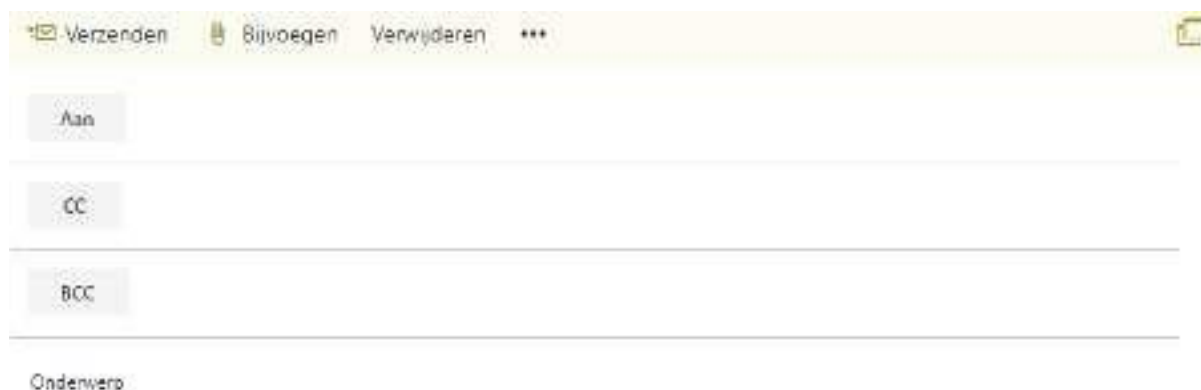 Verzenden Bijvoegen Verwijderen •••
Aan
CC
BCC
Onderwerp